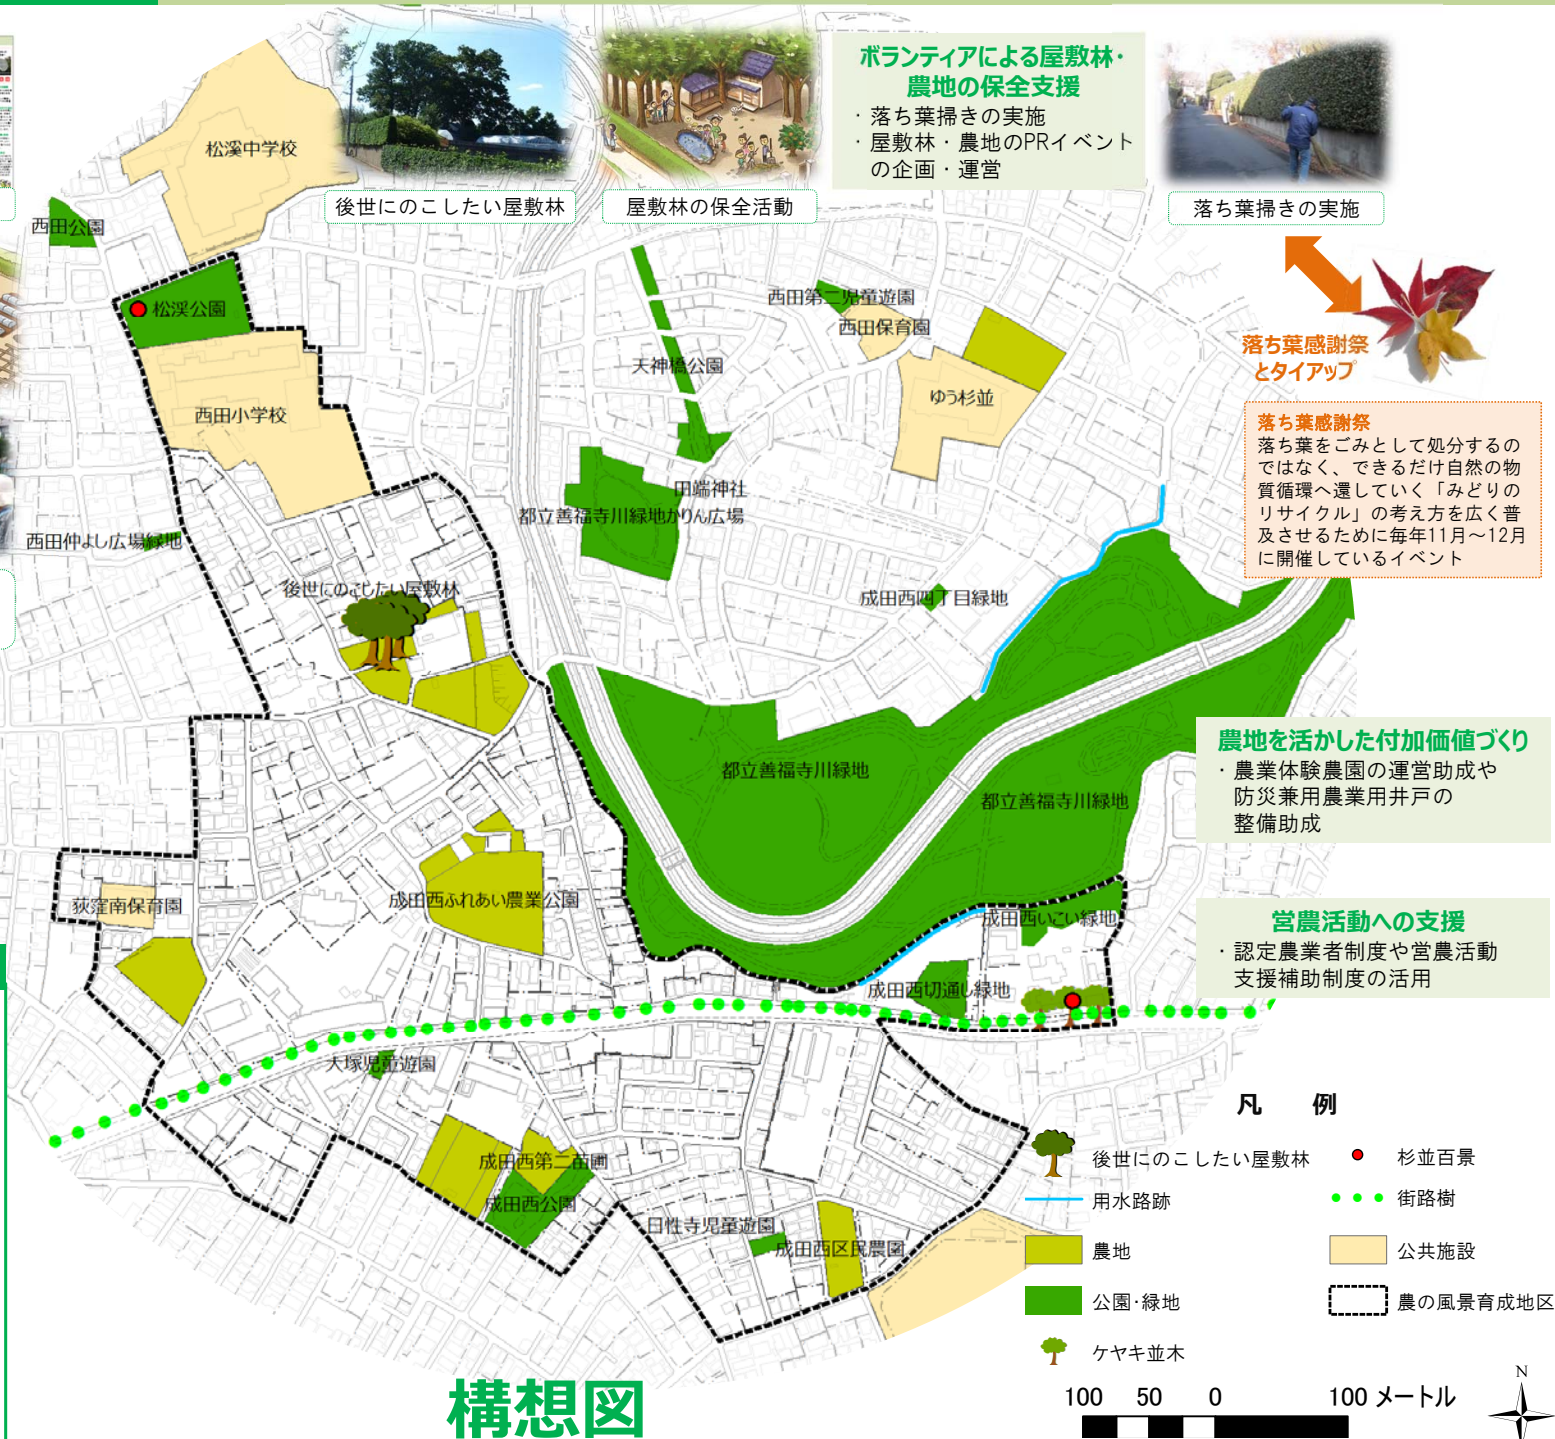 ボランティアによる屋敷林・
農地の保全支援
・落ち葉掃きの実施
・屋敷林・農地のPRイベント
の企画・運営
後世にのこしたい屋敷林
屋敷林の保全活動
落ち葉掃きの実施
落ち葉感謝祭
とタイアップ
落ち葉感謝祭
落ち葉をごみとして処分するの
ではなく、できるだけ自然の物
質循環へ還していく「みどりの
リサイクル」の考え方を広く普
及させるために毎年11月～12月
に開催しているイベント
松溪中学校
西田公園
松渓公園
西田小学校
西田第二児童遊園
西田保育園
天神橋公園
ゆう杉並
田端神社
都立善福寺川緑地かりん広場
西田仲よし広場緑地
後世にのこしたい屋敷林
成田西四丁目緑地
都立善福寺川緑地
都立善福寺川緑地
農地を活かした付加価値づくり
・農業体験農園の運営助成や
防災兼用農業用井戸の
整備助成
荻窪南保育園
成田西ふれあい農業公園
成田西いこい緑地
営農活動への支援
・認定農業者制度や営農活動
支援補助制度の活用
成田西切通し緑地
大塚児童遊園
成田西第二苗圃
成田西公園
日性寺児童遊園
成田西区民農園
凡 例
後世にのこしたい屋敷林
杉並百景
用水路跡
街路樹
農地
公共施設
公園・緑地
農の風景育成地区
ケヤキ並木
構想図
100 50 0 100 メートル
N